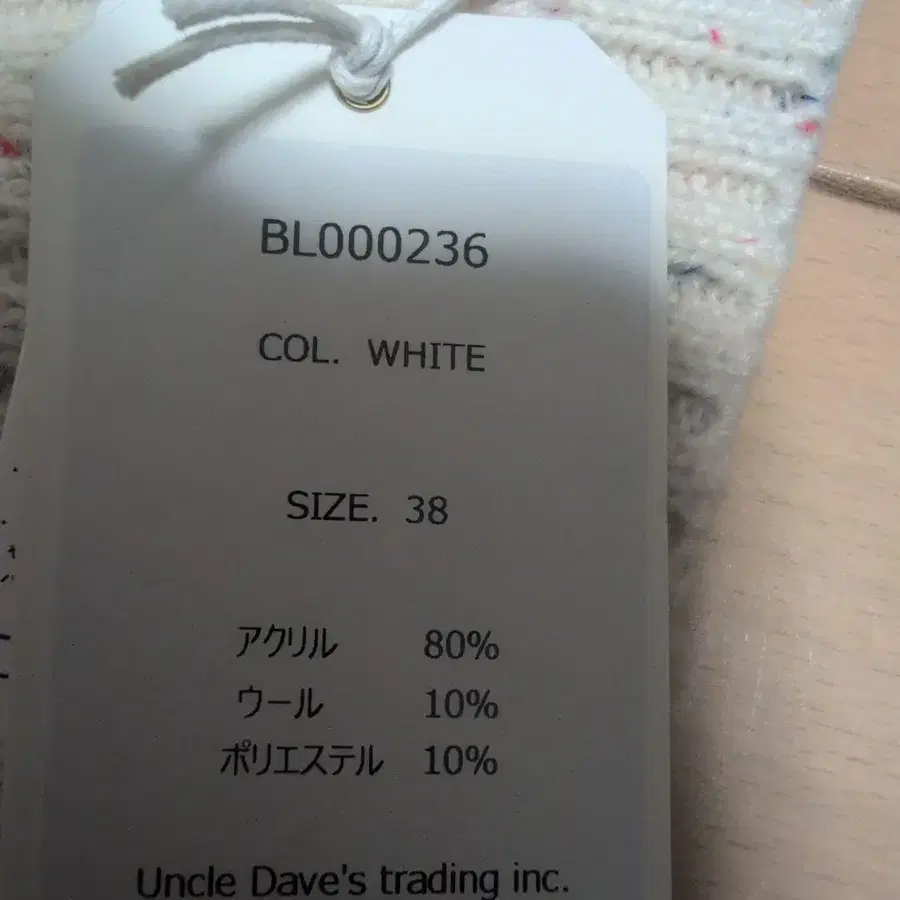 BL000236
COL. WHITE
SIZE. 38
アクリル 80%
ウール 10%
ポリエステル 10%
Uncle Dave's trading inc.